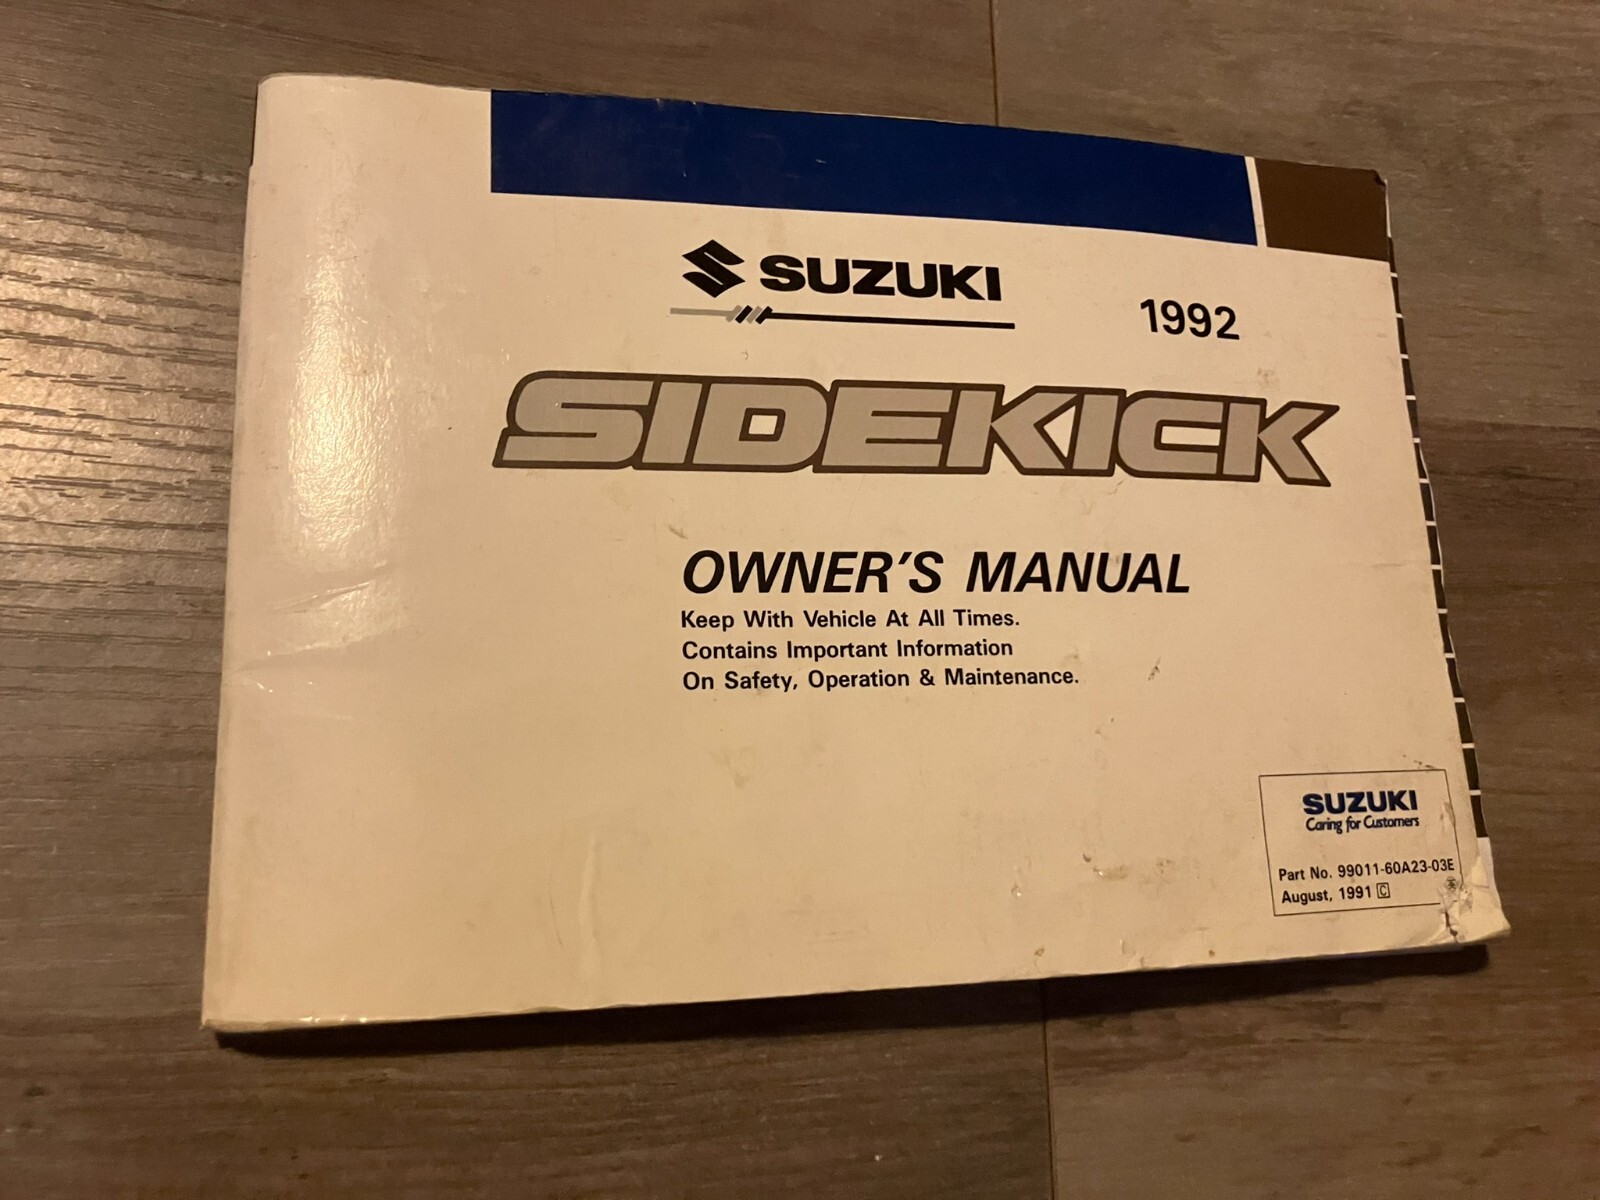 SUZUKI
1992
SIDEKICK
OWNER'S MANUAL
Keep With Vehicle At All Times.
Contains Important Information
On Safety, Operation & Maintenance.
SUZUKI
Caring for Customers
Part No. 99011-60A23-03E
August, 1991 C